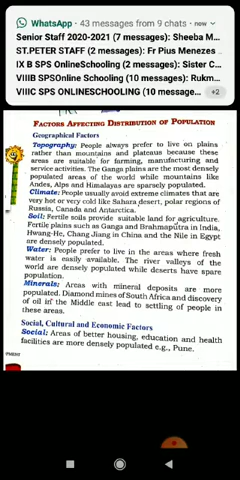 WhatsApp · 43 messages from 9 chats · now
Senior Staff 2020-2021 (7 messages): Sheeba M...
ST.PETER STAFF (2 messages): Fr Pius Menezes
IX B SPS OnlineSchooling (2 messages): Sister C...
VIIIB SPSOnline Schooling (10 messages): Rukm...
VIIIC SPS ONLINESCHOOLING (10 message...
+2
FACTORS AFFECTING DISTRIBUTION OF POPULATION
Geographical Factors
Topography: People always prefer to live on plains
rather than mountains and plateaus because these
areas are suitable for farming, manufacturing and
service activities. The Ganga plains are the most densely
populated areas of the world while mountains like
Andes, Alps and Himalayas are sparsely populated.
Climate: People usually avoid extreme climates that are
very hot or very cold like Sahara desert, polar regions of
Russia, Canada and Antarctica.
Soil: Fertile soils provide suitable land for agriculture.
Fertile plains such as Ganga and Brahmaputra in India,
Hwang-He, Chang Jiang in China and the Nile in Egypt
are densely populated.
Water: People prefer to live in the areas where fresh
water is easily available. The river valleys of the
world are densely populated while deserts have spare
population.
Minerals: Areas with mineral deposits are more
populated. Diamond mines of South Africa and discovery
of oil in the Middle east lead to settling of people in
these areas.
Social, Cultural and Economic Factors
Social: Areas of better housing, education and health
facilities are more densely populated e.g., Pune.